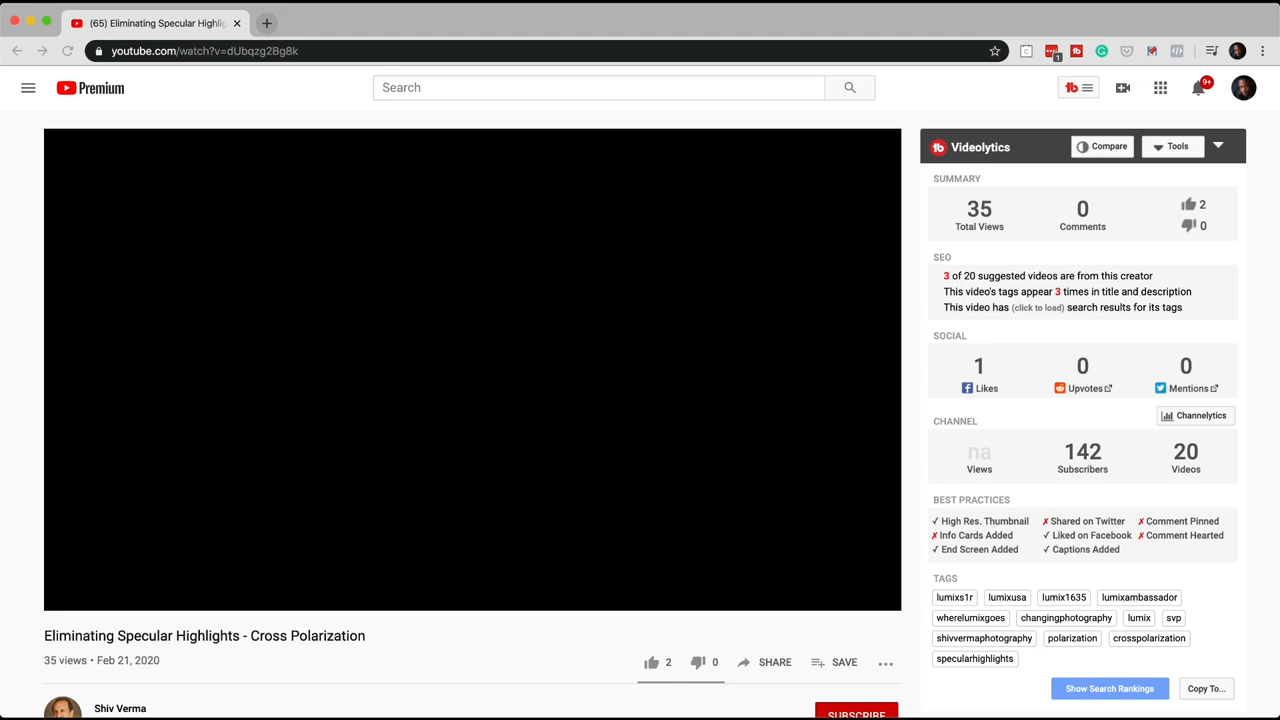 (65) Eliminating Specular Highlig
youtube.com/watch?v=dUbqzg2Bg8k
1
Premium
Search
9+
Videolytics
Compare
Tools
SUMMARY
35
Total Views
0
Comments
2
0
SEO
3 of 20 suggested videos are from this creator
This video's tags appear 3 times in title and description
This video has (click to load) search results for its tags
SOCIAL
1
Likes
0
Upvotes
0
Mentions
CHANNEL
Channelytics
na
Views
142
Subscribers
20
Videos
BEST PRACTICES
✓ High Res. Thumbnail ✗ Shared on Twitter ✗ Comment Pinned
✗ Info Cards Added ✓ Liked on Facebook ✗ Comment Hearted
✓ End Screen Added ✓ Captions Added
TAGS
lumixs1r lumixusa lumix1635 lumixambassador
wherelumixgoes changingphotography lumix svp
shivvermaphotography polarization crosspolarization
specularhighlights
Show Search Rankings
Copy To...
Eliminating Specular Highlights - Cross Polarization
35 views • Feb 21, 2020
2
0
SHARE
SAVE
Shiv Verma
SUBSCRIBE